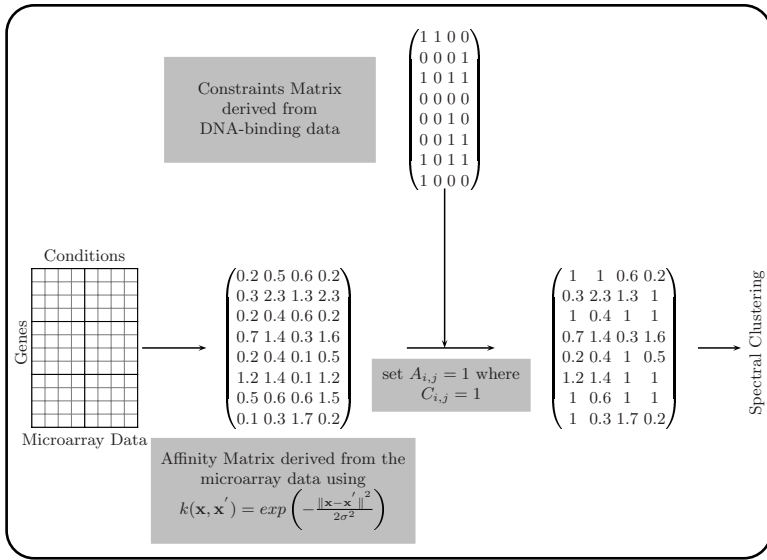 1 1 0 0
0 0 0 1
1 0 1 1
0 0 0 0
0 0 1 0
0 0 1 1
1 0 1 1
1 0 0 0
Constraints Matrix
derived from
DNA-binding data
Conditions
Genes
Microarray Data
0.2 0.5 0.6 0.2
0.3 2.3 1.3 2.3
0.2 0.4 0.6 0.2
0.7 1.4 0.3 1.6
0.2 0.4 0.1 0.5
1.2 1.4 0.1 1.2
0.5 0.6 0.6 1.5
0.1 0.3 1.7 0.2
set A_{i,j} = 1 where
C_{i,j} = 1
1 1 0.6 0.2
0.3 2.3 1.3 1
1 0.4 1 1
0.7 1.4 0.3 1.6
0.2 0.4 1 0.5
1.2 1.4 1 1
1 0.6 1 1
1 0.3 1.7 0.2
Spectral Clustering
Affinity Matrix derived from the
microarray data using
k(x, x′) = exp(−‖x−x′‖²/2σ²)